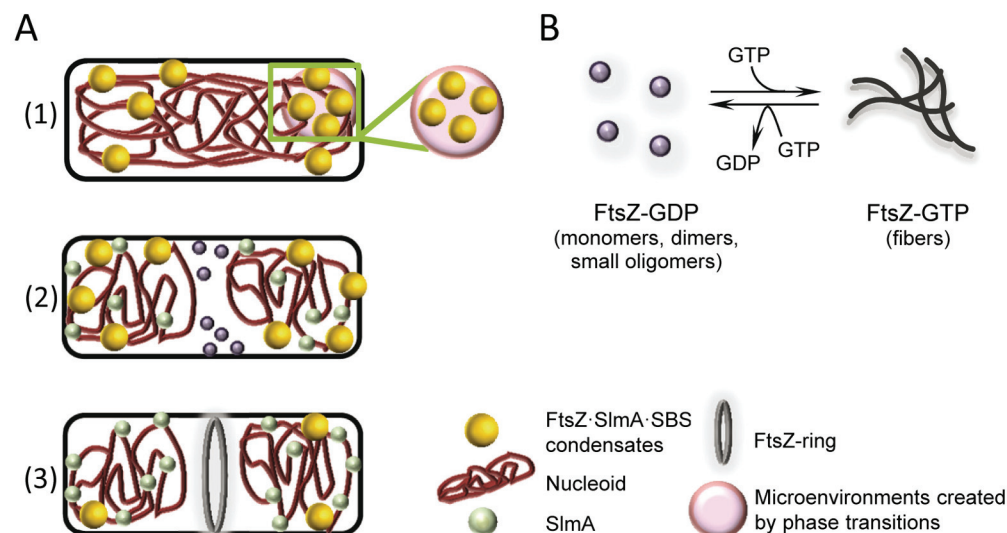 A
(1)
(2)
(3)
B
GTP
GDP
GTP
FtsZ-GDP
(monomers, dimers,
small oligomers)
FtsZ-GTP
(fibers)
FtsZ·SlmA·SBS
condensates
Nucleoid
SlmA
FtsZ-ring
Microenvironments created
by phase transitions